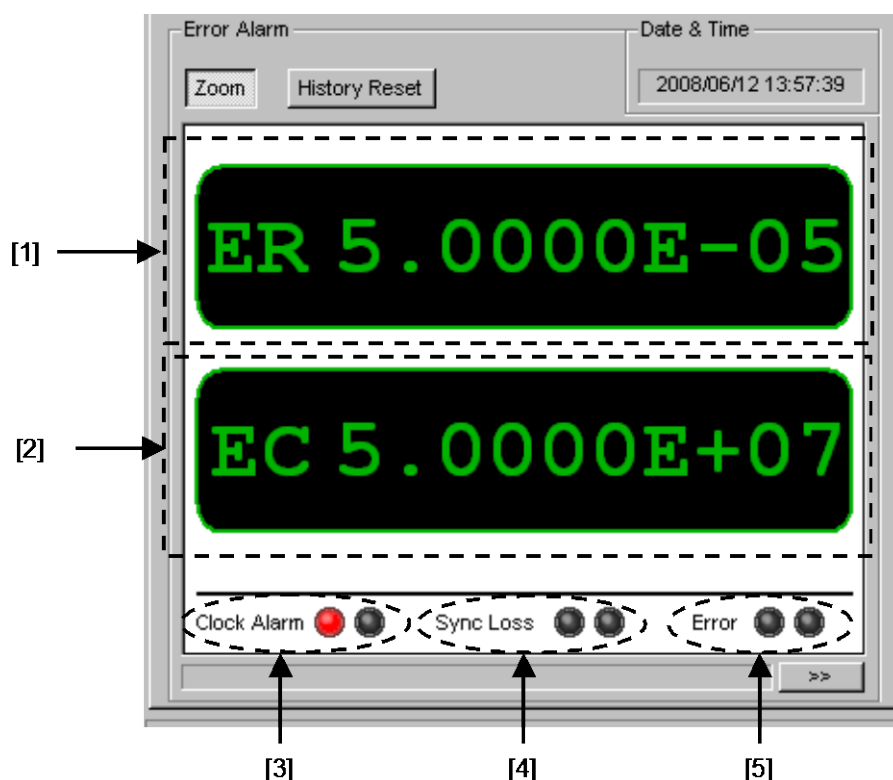 Error Alarm
Date & Time
Zoom
History Reset
2008/06/12 13:57:39
[1]
ER 5.0000E-05
[2]
EC 5.0000E+07
Clock Alarm
Sync Loss
Error
>>
[3]
[4]
[5]